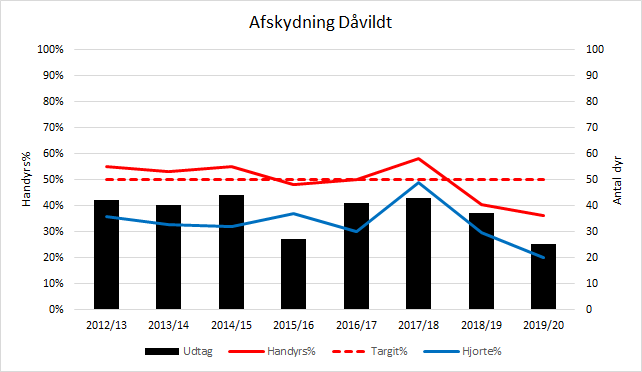 Afskydning Dåvildt
100% 100
90% 90
80% 80
70% 70
60% 60
50% 50
40% 40
30% 30
20% 20
10% 10
0% 0
Handyrs%
Antal dyr
2012/13 2013/14 2014/15 2015/16 2016/17 2017/18 2018/19 2019/20
Udtag Handyrs% Targit% Hjorte%